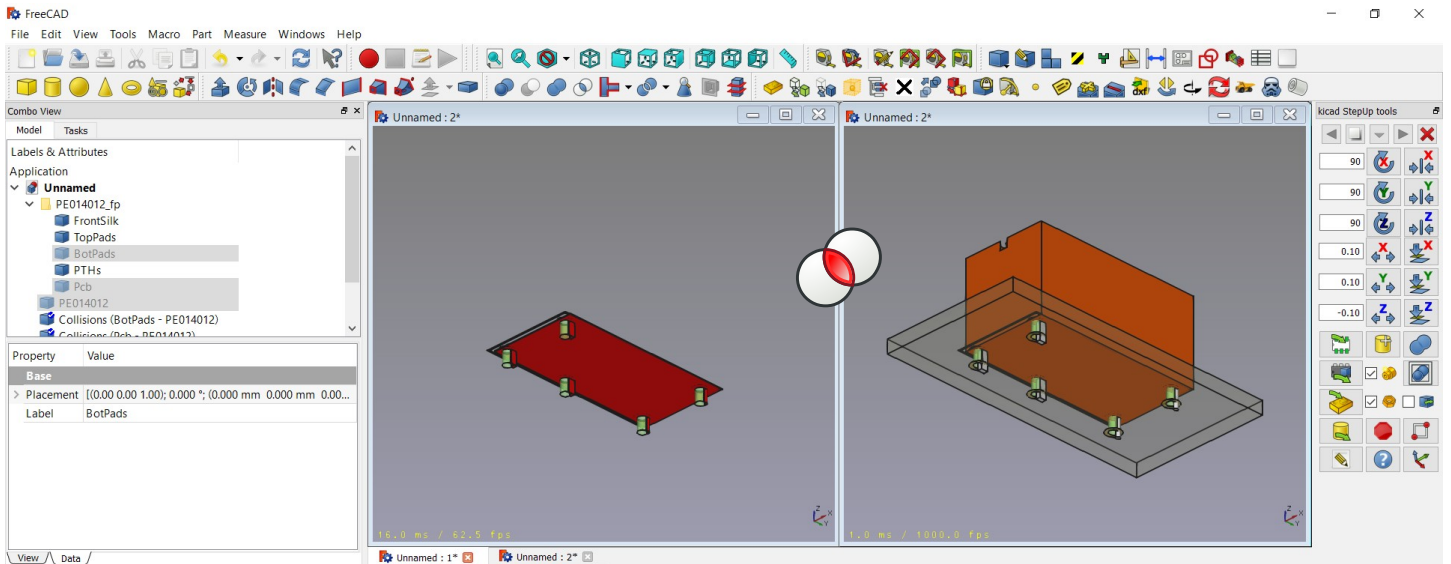 FreeCAD
File Edit View Tools Macro Part Measure Windows Help
Combo View
Model Tasks
Labels & Attributes
Application
Unnamed
PE014012_fp
FrontSilk
TopPads
BotPads
PTHs
Pcb
PE014012
Collisions (BotPads - PE014012)
Collisions (Pcb - PE014012)
Property Value
Base
Placement [(0.00 0.00 1.00); 0.000 °; (0.000 mm 0.000 mm 0.00...
Label BotPads
View Data
Unnamed : 2*
16.0 ms / 62.5 fps
Z X Y
Unnamed : 2*
1.0 ms / 1000.0 fps
Z X Y
Unnamed : 1* Unnamed : 2*
kicad StepUp tools
90 X X
90 Y Y
90 Z Z
0.10 X X
0.10 Y Y
-0.10 Z Z
dxf